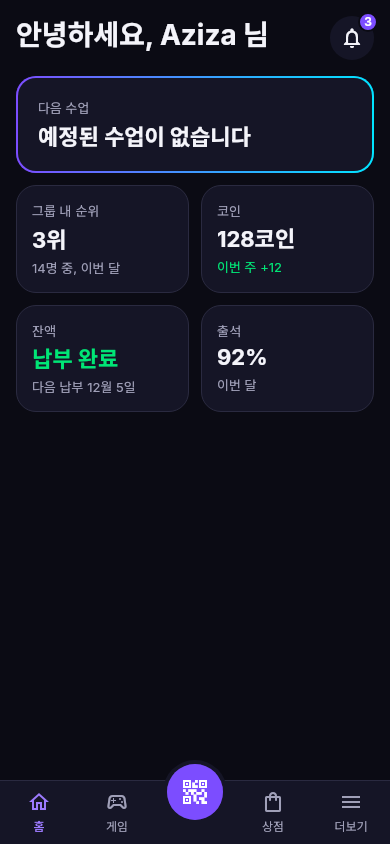 안녕하세요, Aziza 님
3
다음 수업
예정된 수업이 없습니다
그룹 내 순위
3위
14명 중, 이번 달
코인
128코인
이번 주 +12
잔액
납부 완료
다음 납부 12월 5일
출석
92%
이번 달
홈
게임
상점
더보기